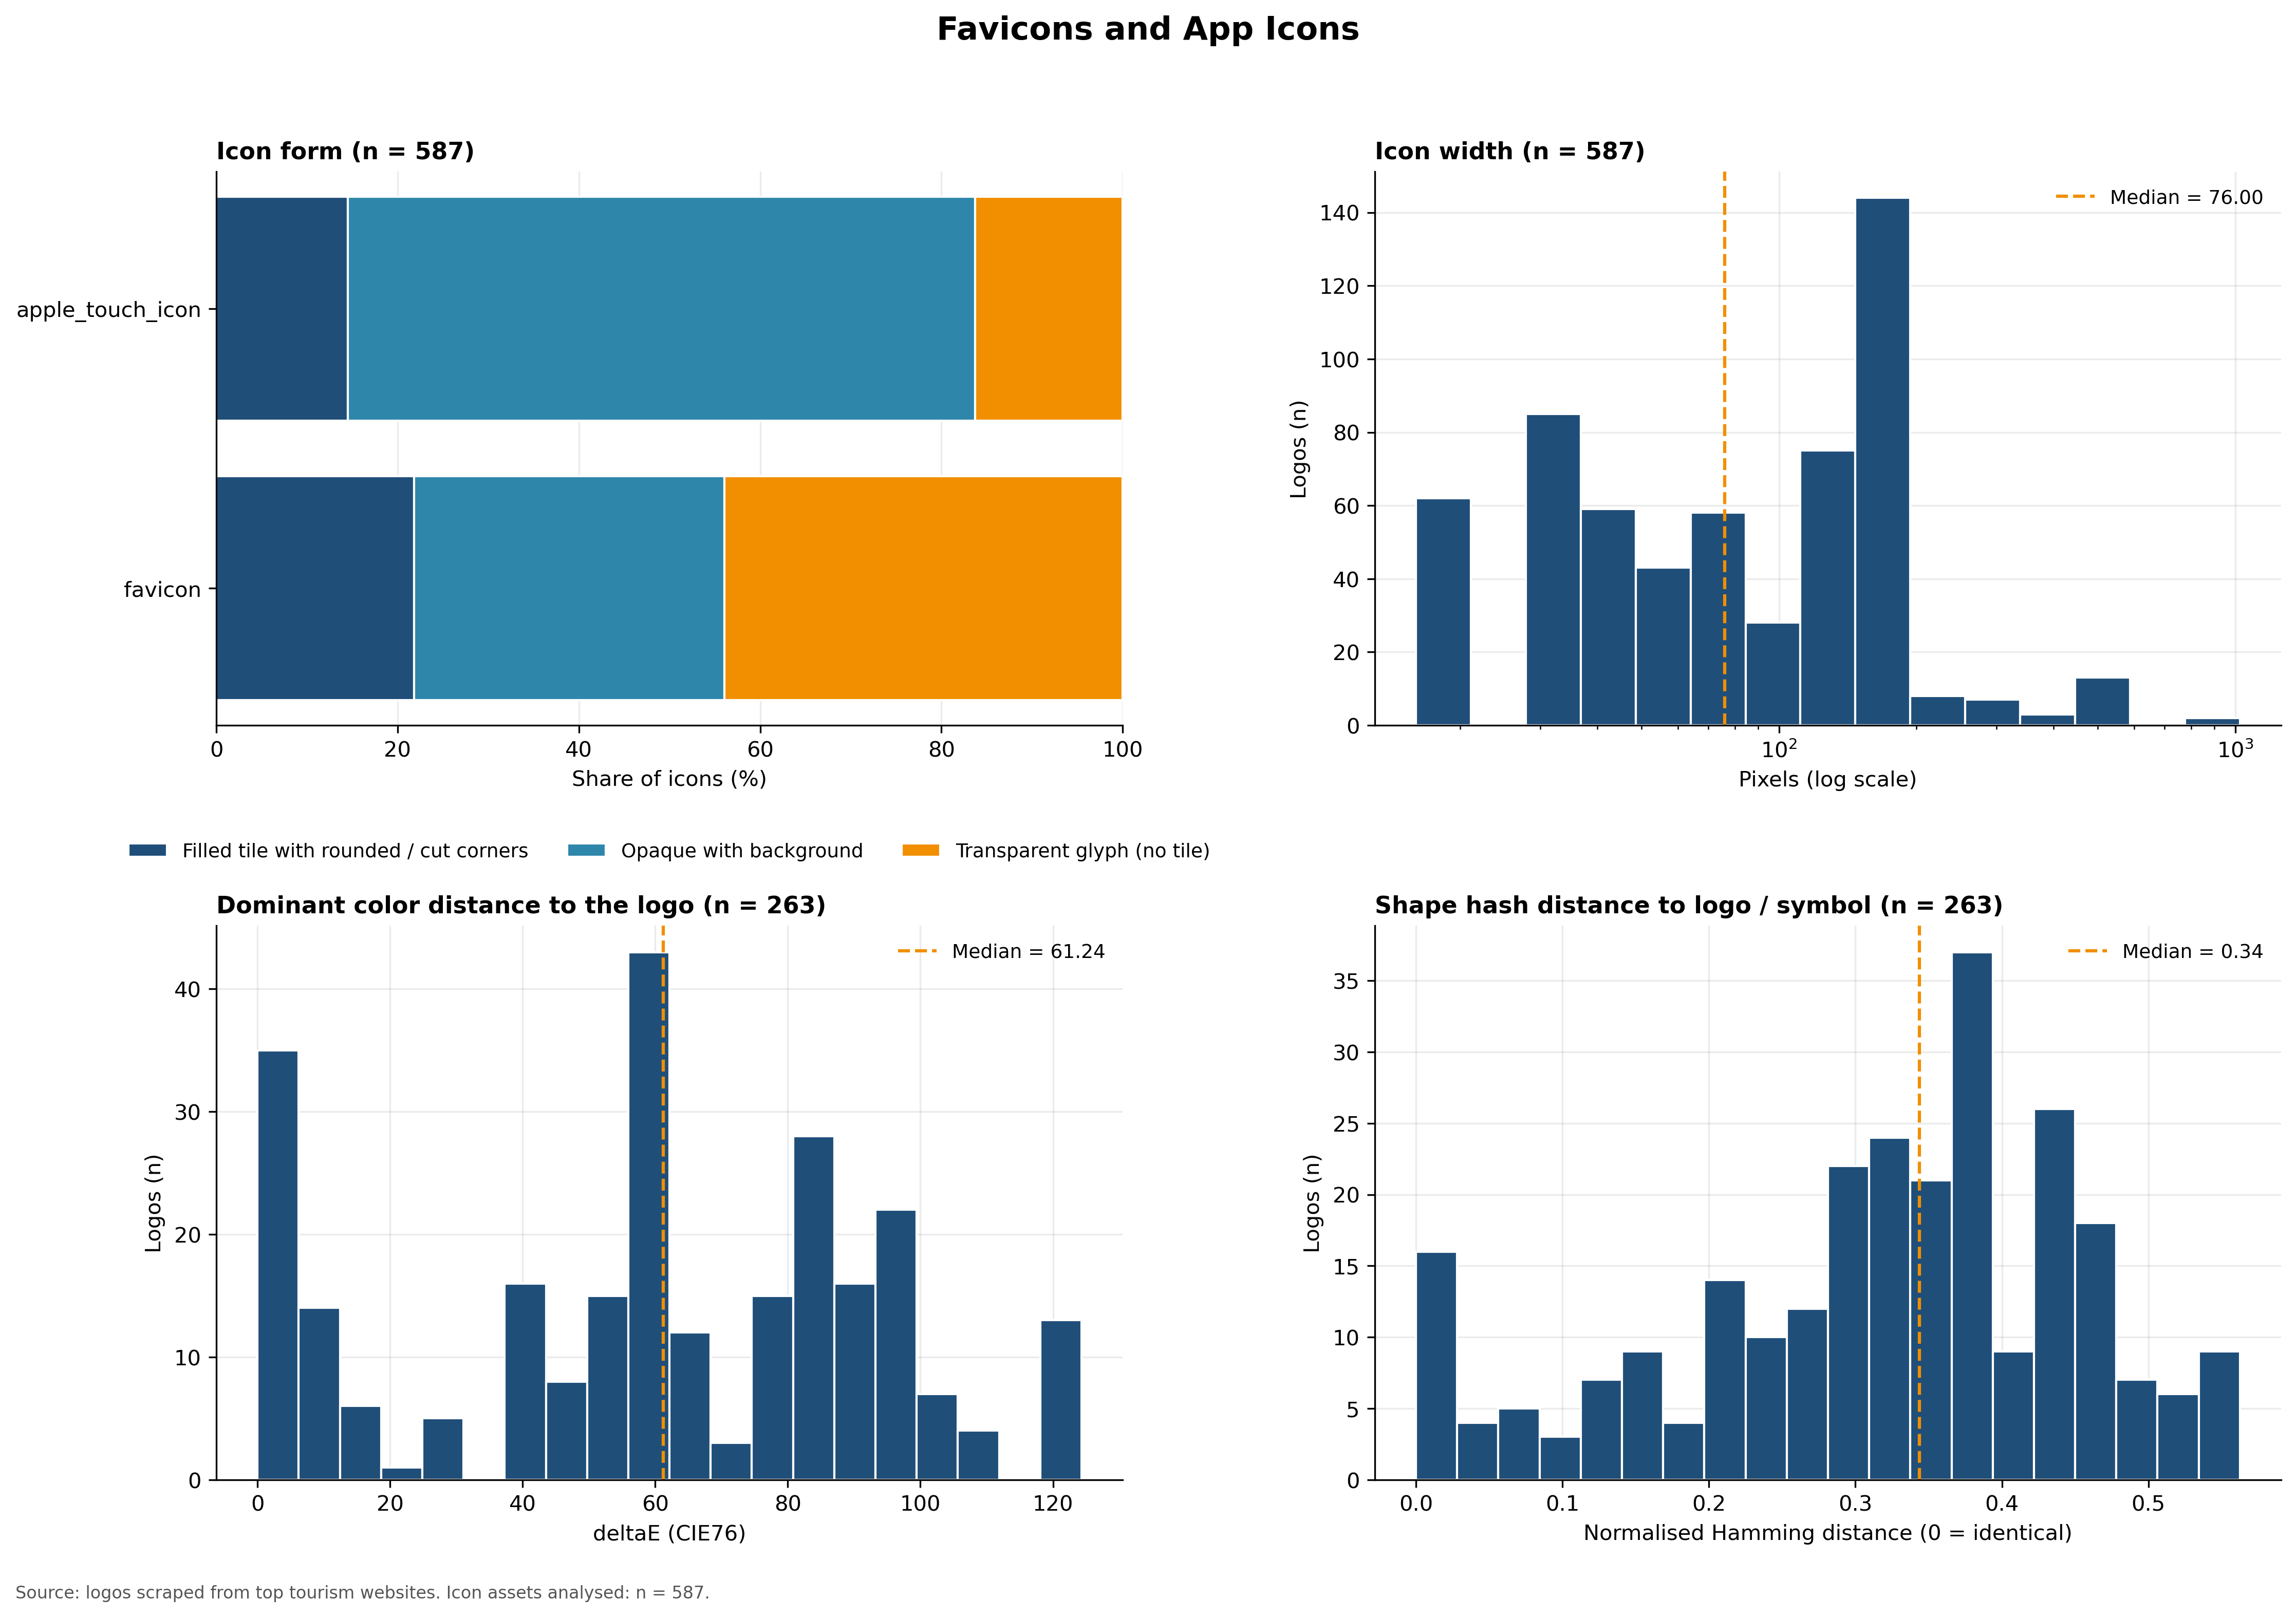 Favicons and App Icons
Icon form (n = 587)
apple_touch_icon
favicon
0 20 40 60 80 100
Share of icons (%)
Filled tile with rounded / cut corners
Opaque with background
Transparent glyph (no tile)
Icon width (n = 587)
Median = 76.00
Logos (n)
140
120
100
80
60
40
20
0
10² 10³
Pixels (log scale)
Dominant color distance to the logo (n = 263)
Median = 61.24
Logos (n)
40
30
20
10
0
0 20 40 60 80 100 120
deltaE (CIE76)
Shape hash distance to logo / symbol (n = 263)
Median = 0.34
Logos (n)
35
30
25
20
15
10
5
0
0.0 0.1 0.2 0.3 0.4 0.5
Normalised Hamming distance (0 = identical)
Source: logos scraped from top tourism websites. Icon assets analysed: n = 587.